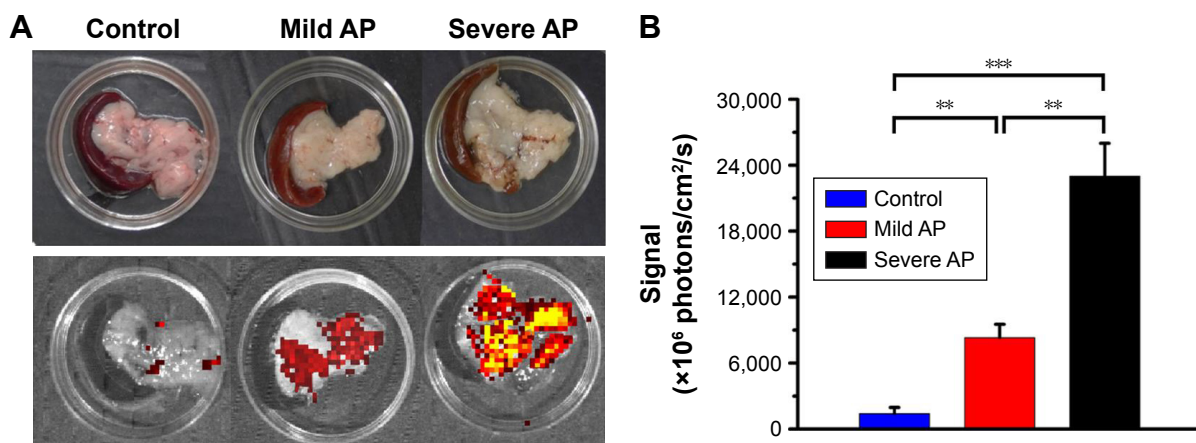 A
Control
Mild AP
Severe AP
B
***
**
**
Signal
(×10⁶ photons/cm²/s)
30,000
24,000
18,000
12,000
6,000
0
Control
Mild AP
Severe AP